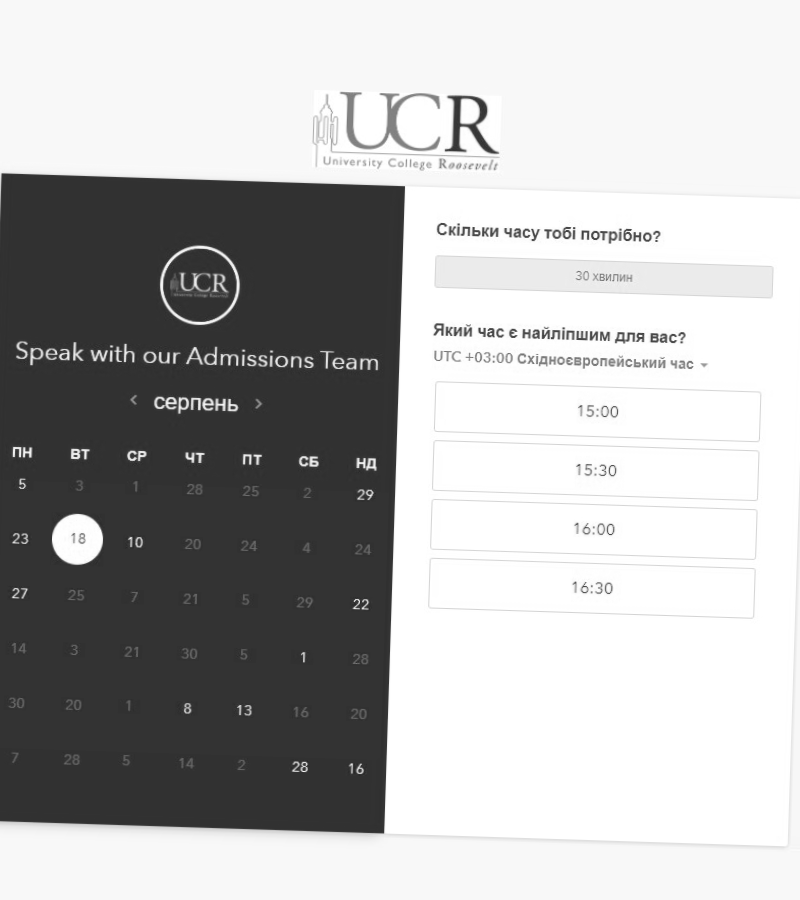 UCR
University College Roosevelt
UCR
University College Roosevelt
Speak with our Admissions Team
серпень
ПН ВТ СР ЧТ ПТ СБ НД
5 3 1 28 25 2 29
23 18 10 20 24 4 24
27 25 7 21 5 29 22
14 3 21 30 5 1 28
30 20 1 8 13 16 20
7 28 5 14 2 28 16
Скільки часу тобі потрібно?
30 хвилин
Який час є найліпшим для вас?
UTC +03:00 Східноєвропейський час
15:00
15:30
16:00
16:30